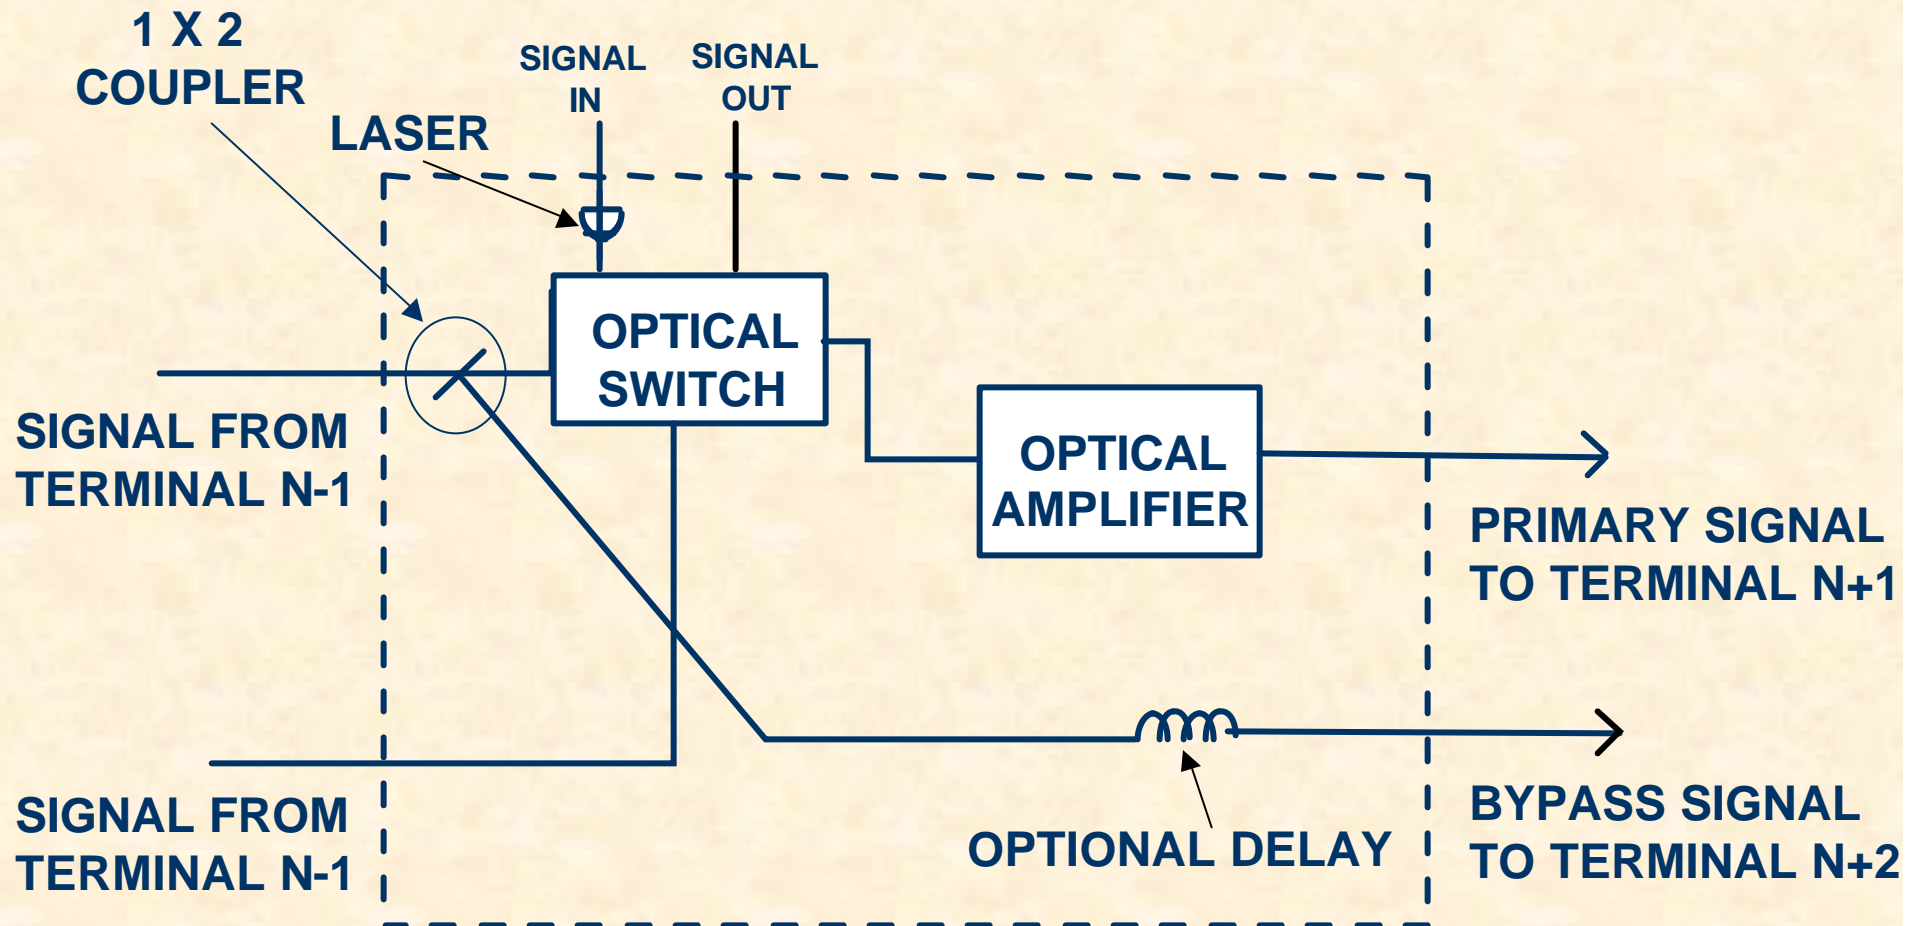 1 X 2
COUPLER
SIGNAL
IN
SIGNAL
OUT
LASER
OPTICAL
SWITCH
SIGNAL FROM
TERMINAL N-1
OPTICAL
AMPLIFIER
PRIMARY SIGNAL
TO TERMINAL N+1
SIGNAL FROM
TERMINAL N-1
OPTIONAL DELAY
BYPASS SIGNAL
TO TERMINAL N+2